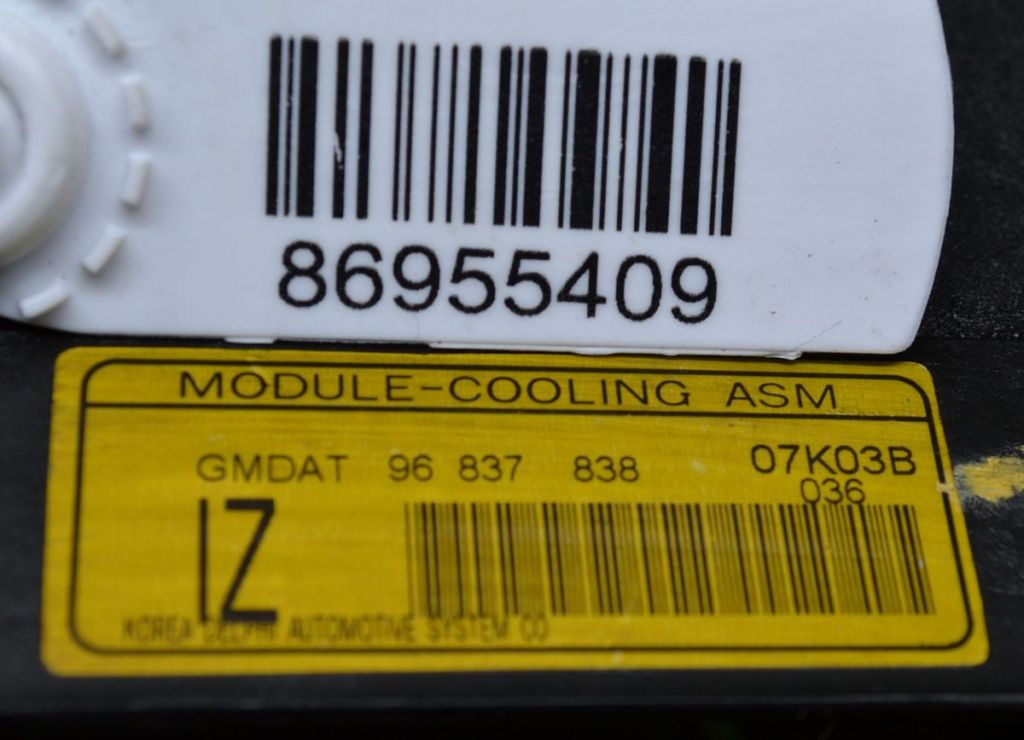 86955409
MODULE-COOLING ASM
GMDAT 96 837 838 07K03B
036
IZ
KOREA DELPHI AUTOMOTIVE SYSTEM CO